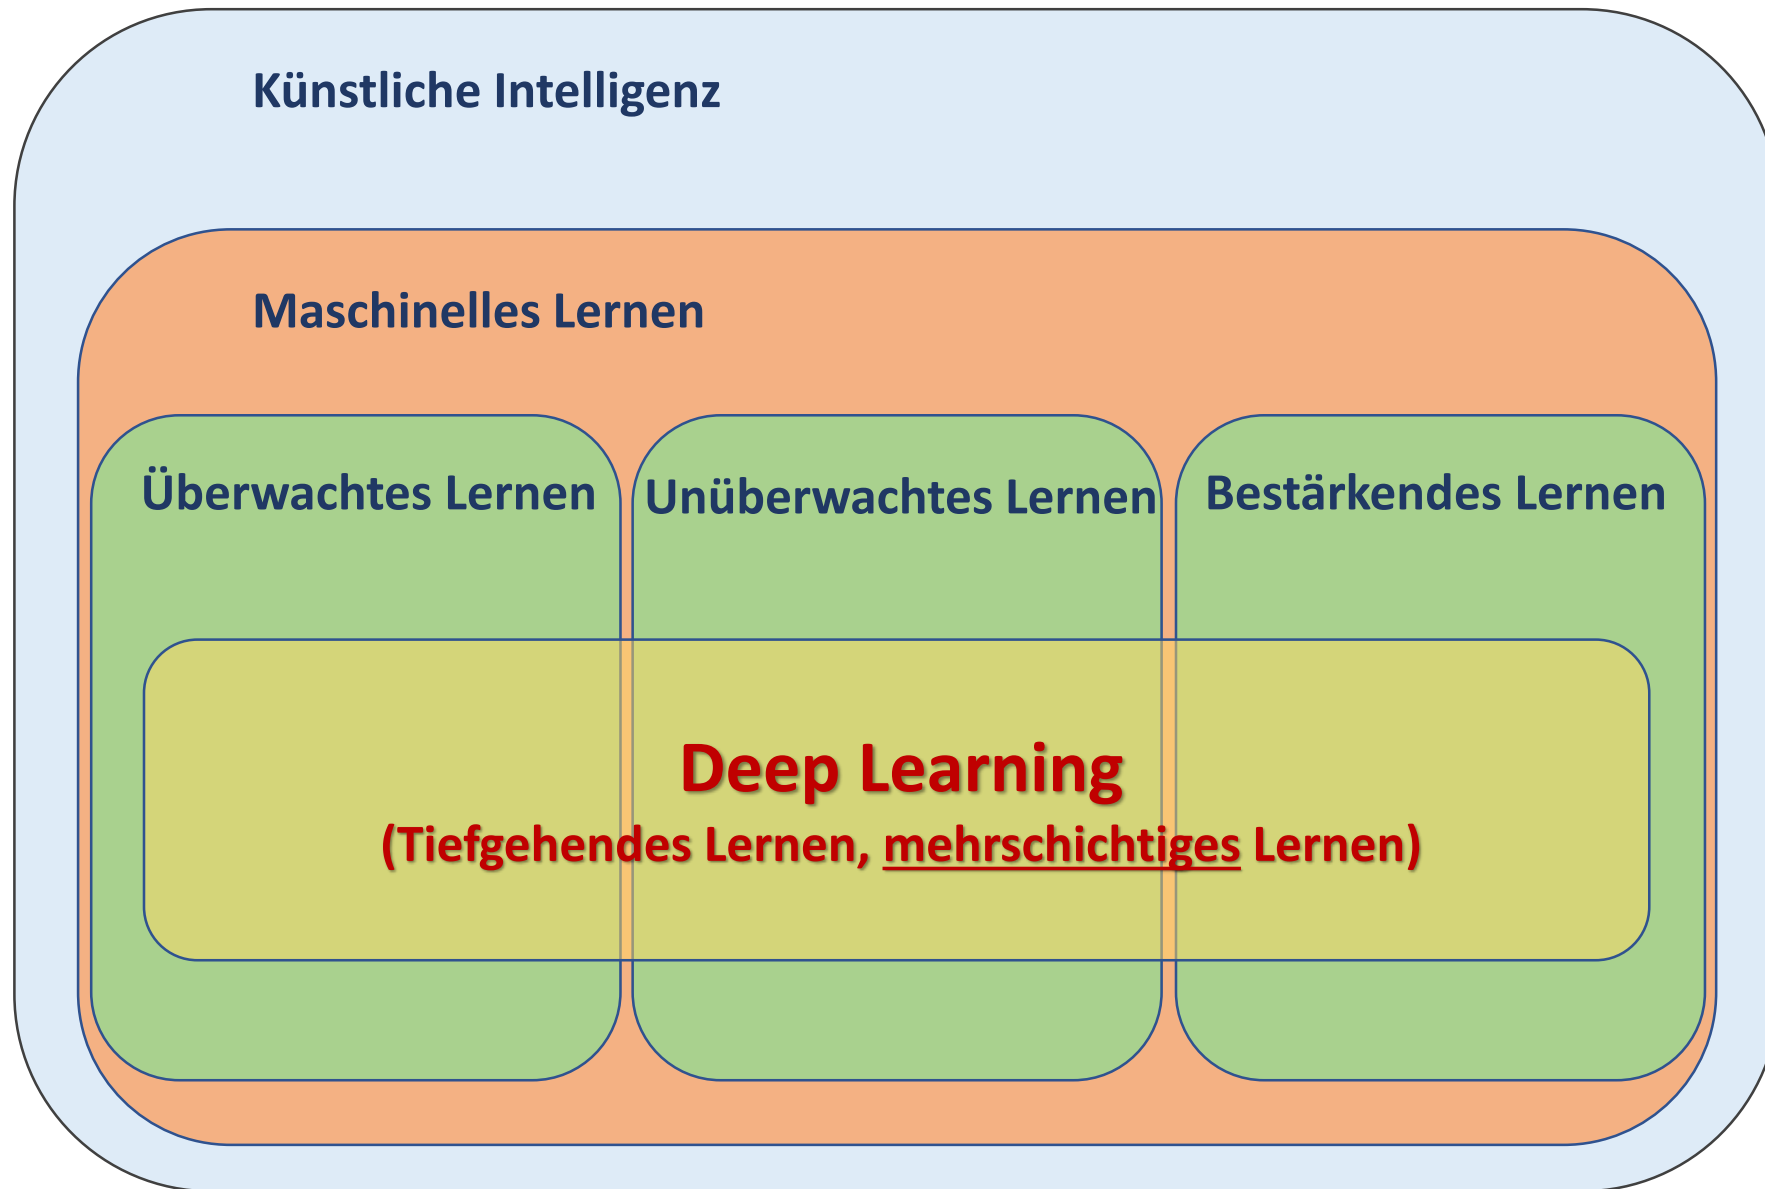 Künstliche Intelligenz
Maschinelles Lernen
Überwachtes Lernen
Unüberwachtes Lernen
Bestärkendes Lernen
Deep Learning
(Tiefgehendes Lernen, mehrschichtiges Lernen)